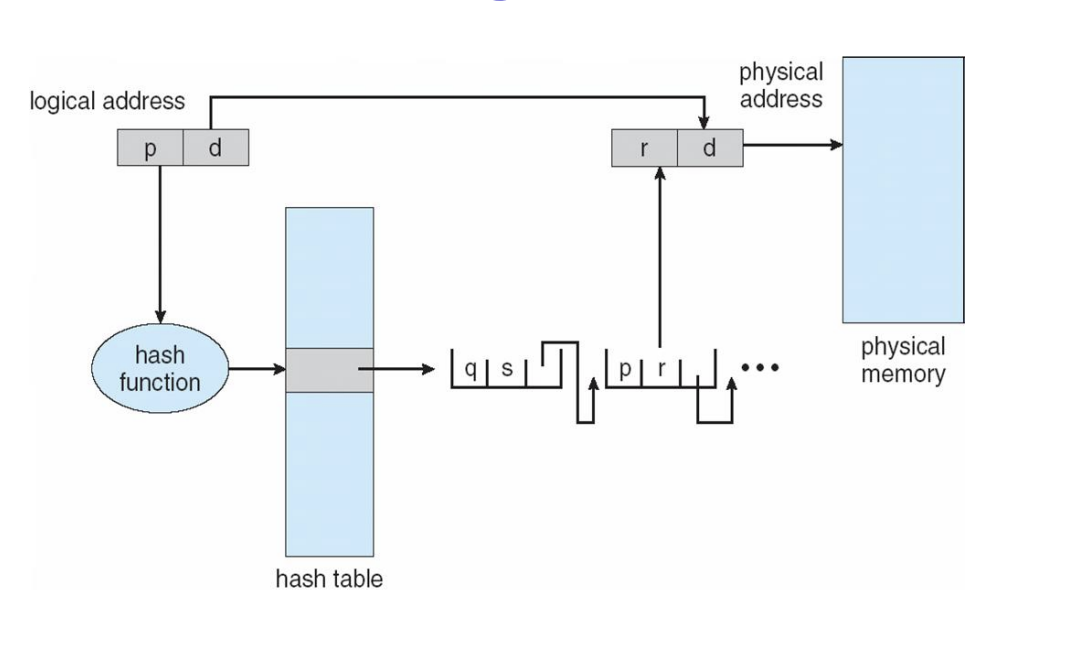 logical address
physical
address
p d
r d
hash
function
q s
p r
physical
memory
hash table